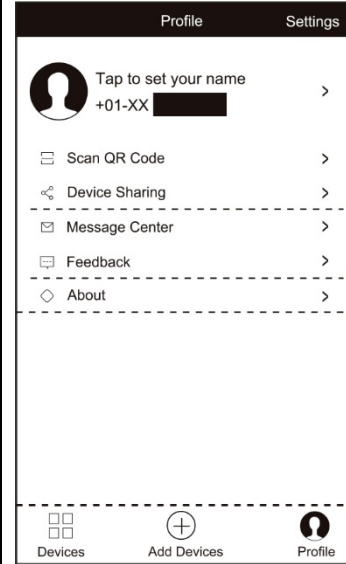 Profile Settings
Tap to set your name
+01-XX
Scan QR Code
Device Sharing
Message Center
Feedback
About
Devices Add Devices Profile